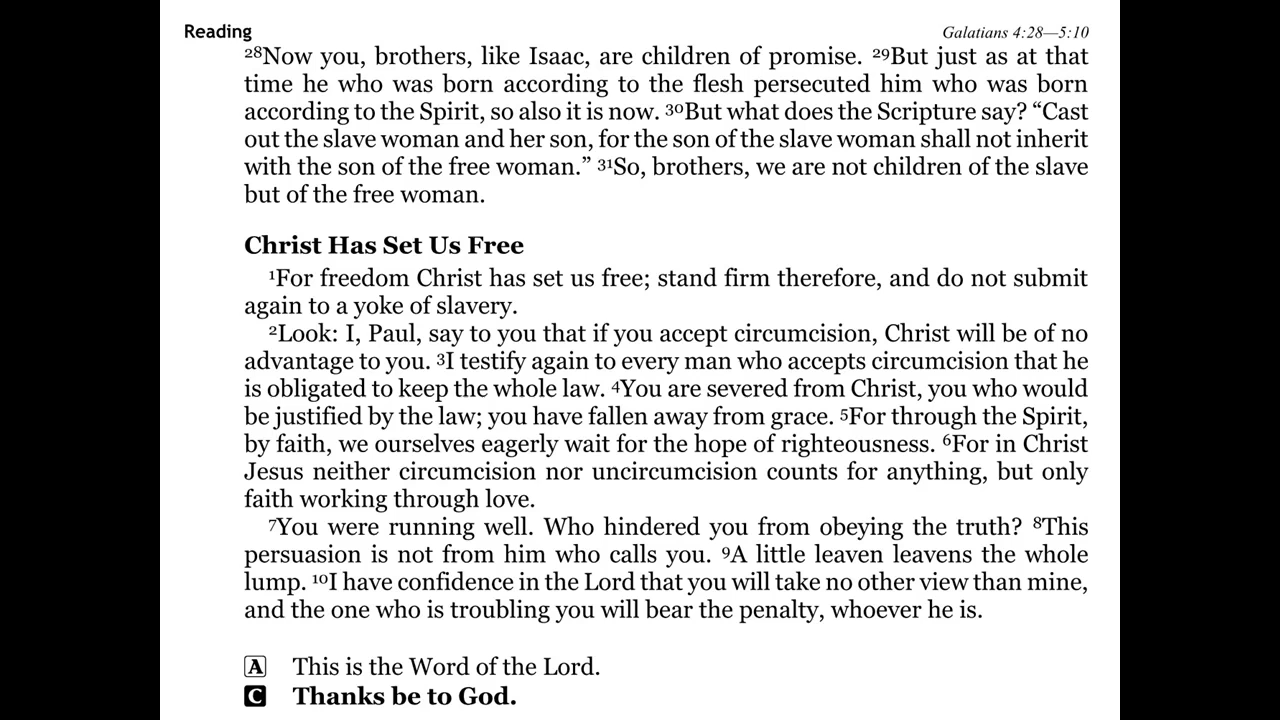 Reading
Galatians 4:28—5:10
²⁸Now you, brothers, like Isaac, are children of promise. ²⁹But just as at that
time he who was born according to the flesh persecuted him who was born
according to the Spirit, so also it is now. ³⁰But what does the Scripture say? “Cast
out the slave woman and her son, for the son of the slave woman shall not inherit
with the son of the free woman.” ³¹So, brothers, we are not children of the slave
but of the free woman.
Christ Has Set Us Free
¹For freedom Christ has set us free; stand firm therefore, and do not submit
again to a yoke of slavery.
²Look: I, Paul, say to you that if you accept circumcision, Christ will be of no
advantage to you. ³I testify again to every man who accepts circumcision that he
is obligated to keep the whole law. ⁴You are severed from Christ, you who would
be justified by the law; you have fallen away from grace. ⁵For through the Spirit,
by faith, we ourselves eagerly wait for the hope of righteousness. ⁶For in Christ
Jesus neither circumcision nor uncircumcision counts for anything, but only
faith working through love.
⁷You were running well. Who hindered you from obeying the truth? ⁸This
persuasion is not from him who calls you. ⁹A little leaven leavens the whole
lump. ¹⁰I have confidence in the Lord that you will take no other view than mine,
and the one who is troubling you will bear the penalty, whoever he is.
A This is the Word of the Lord.
C Thanks be to God.